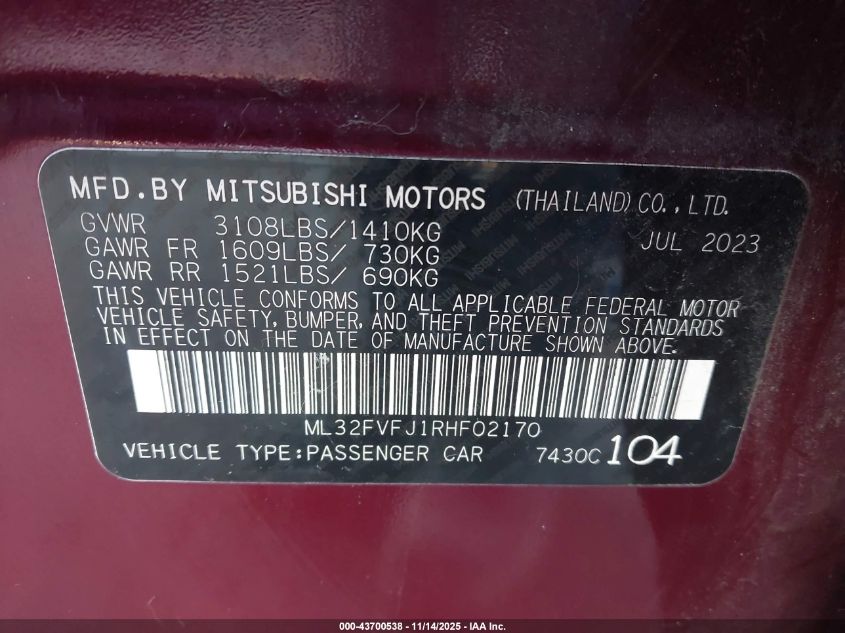 MFD.BY MITSUBISHI MOTORS (THAILAND)CO.,LTD.
GVWR 3108LBS/1410KG JUL 2023
GAWR FR 1609LBS/ 730KG
GAWR RR 1521LBS/ 690KG
THIS VEHICLE CONFORMS TO ALL APPLICABLE FEDERAL MOTOR
VEHICLE SAFETY, BUMPER, AND THEFT PREVENTION STANDARDS
IN EFFECT ON THE DATE OF MANUFACTURE SHOWN ABOVE.
ML32FVFJ1RHF02170
VEHICLE TYPE:PASSENGER CAR 7430C 104
000-43700538 - 11/14/2025 - IAA Inc.